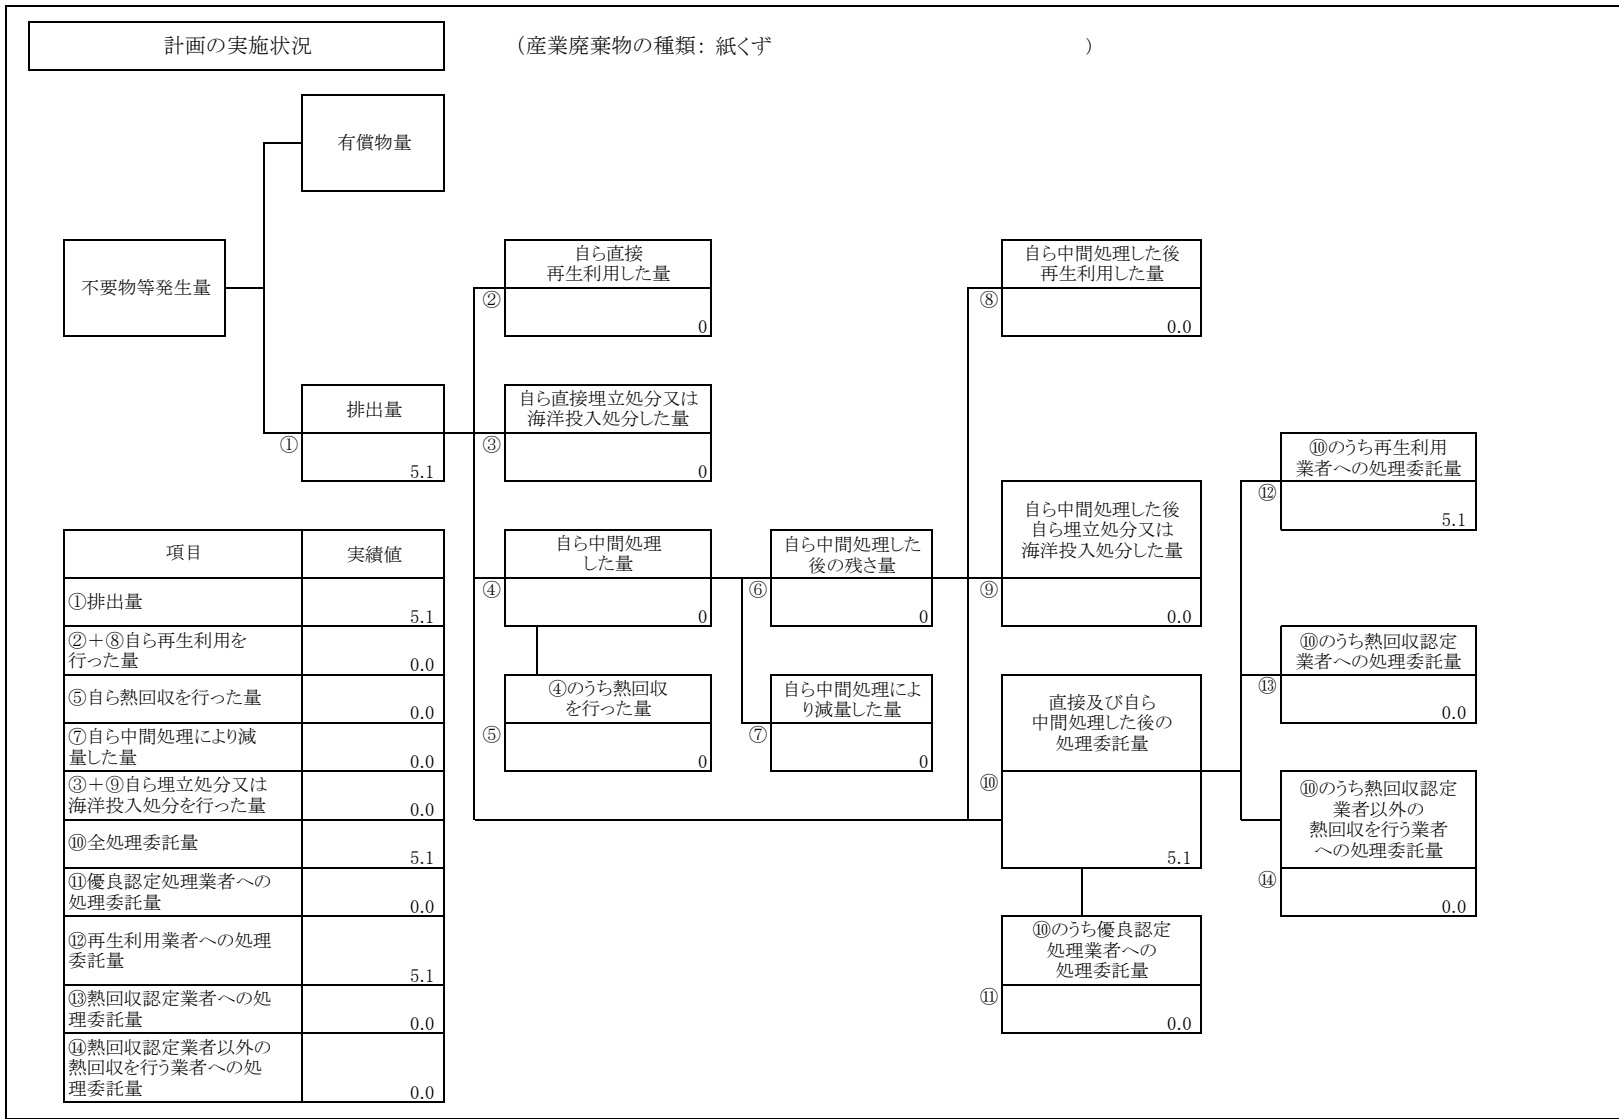 計画の実施状況
（産業廃棄物の種類： 紙くず ）
有償物量
不要物等発生量
排出量
①
5.1
自ら直接
再生利用した量
②
0
自ら直接埋立処分又は
海洋投入処分した量
③
0
自ら中間処理
した量
④
0
④のうち熱回収
を行った量
⑤
0
自ら中間処理した
後の残さ量
⑥
0
自ら中間処理によ
り減量した量
⑦
0
自ら中間処理した後
再生利用した量
⑧
0.0
自ら中間処理した後
自ら埋立処分又は
海洋投入処分した量
⑨
0.0
直接及び自ら
中間処理した後の
処理委託量
⑩
5.1
⑩のうち優良認定
処理業者への
処理委託量
⑪
0.0
⑩のうち再生利用
業者への処理委託量
⑫
5.1
⑩のうち熱回収認定
業者への処理委託量
⑬
0.0
⑩のうち熱回収認定
業者以外の
熱回収を行う業者
への処理委託量
⑭
0.0
項目 実績値
①排出量
5.1
②＋⑧自ら再生利用を
行った量 0.0
⑤自ら熱回収を行った量
0.0
⑦自ら中間処理により減
量した量 0.0
③＋⑨自ら埋立処分又は
海洋投入処分を行った量 0.0
⑩全処理委託量
5.1
⑪優良認定処理業者への
処理委託量 0.0
⑫再生利用業者への処理
委託量
5.1
⑬熱回収認定業者への処
理委託量 0.0
⑭熱回収認定業者以外の
熱回収を行う業者への処
理委託量 0.0